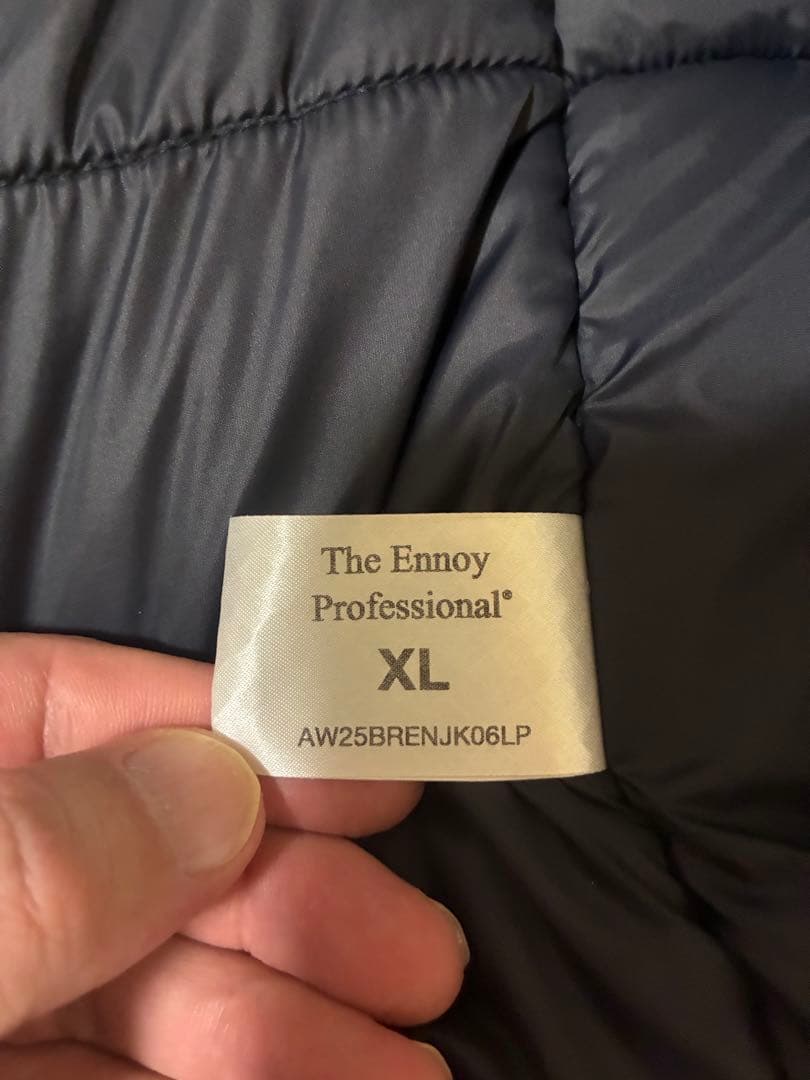 The Ennoy
Professional®
XL
AW25BRENJK06LP